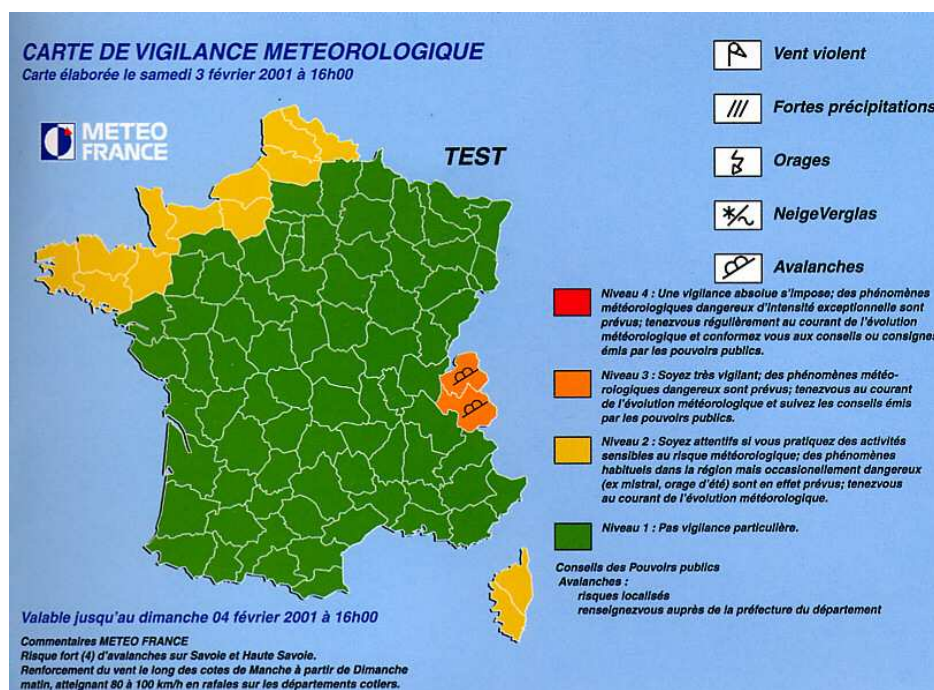 CARTE DE VIGILANCE METEOROLOGIQUE
Carte élaborée le samedi 3 février 2001 à 16h00
METEO
FRANCE
TEST
Vent violent
Fortes précipitations
Orages
NeigeVerglas
Avalanches
Niveau 4 : Une vigilance absolue s'impose; des phénomènes
météorologiques dangereux d'intensité exceptionnelle sont
prévus; tenezvous régulièrement au courant de l'évolution
météorologique et conformez vous aux conseils ou consignes
émis par les pouvoirs publics.
Niveau 3 : Soyez très vigilant; des phénomènes météo-
rologiques dangereux sont prévus; tenezvous au courant
de l'évolution météorologique et suivez les conseils émis
par les pouvoirs publics.
Niveau 2 : Soyez attentifs si vous pratiquez des activités
sensibles au risque météorologique; des phénomènes
habituels dans la région mais occasionellement dangereux
(ex mistral, orage d'été) sont en effet prévus; tenezvous
au courant de l'évolution météorologique.
Niveau 1 : Pas vigilance particulière.
Conseils des Pouvoirs publics
Avalanches :
risques localisés
renseignezvous auprès de la préfecture du département
Valable jusqu'au dimanche 04 février 2001 à 16h00
Commentaires METEO FRANCE
Risque fort (4) d'avalanches sur Savoie et Haute Savoie.
Renforcement du vent le long des cotes de Manche à partir de Dimanche
matin, atteignant 80 à 100 km/h en rafales sur les départements cotiers.